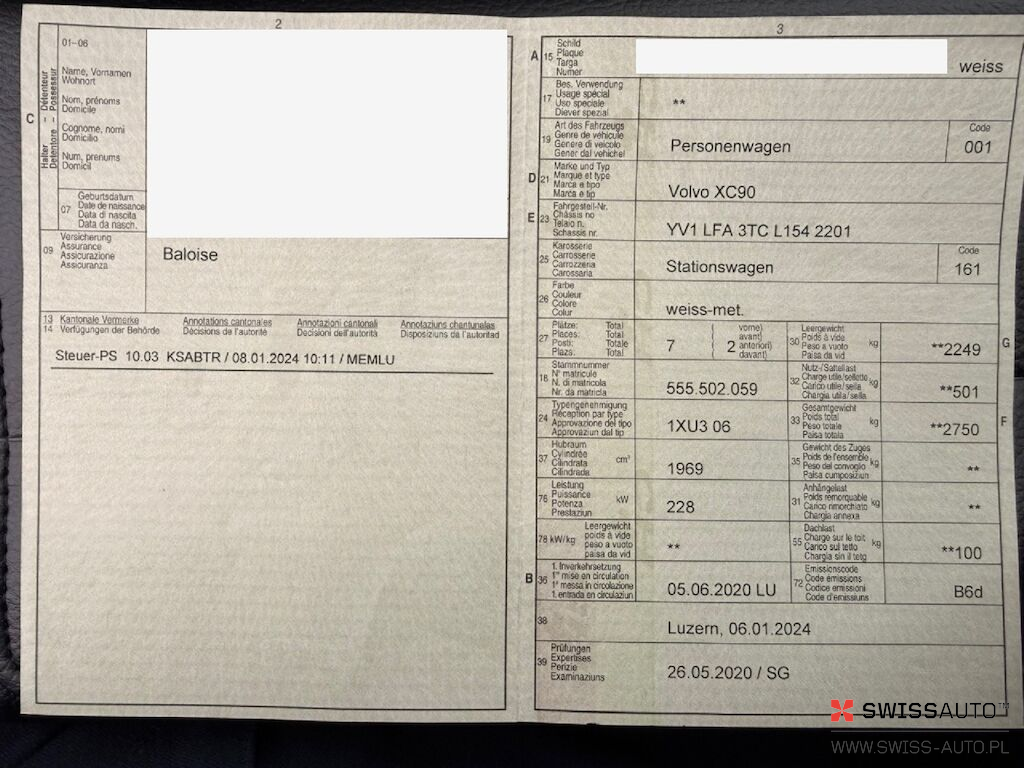 2
01–06
C
Halter – Détenteur
Detentore – Possessur
Name, Vornamen
Wohnort
Nom, prénoms
Domicile
Cognome, nomi
Domicilio
Num, prenums
Domicil
07
Geburtsdatum
Date de naissance
Data di nascita
Data da nasch.
09
Versicherung
Assurance
Assicurazione
Assicuranza
Baloise
13 Kantonale Vermerke Annotations cantonales Annotazioni cantonali Annotaziuns chantunalas
14 Verfügungen der Behörde Décisions de l'autorité Decisioni dell'autorità Disposiziuns da l'autoritad
Steuer-PS 10.03 KSABTR / 08.01.2024 10:11 / MEMLU
3
A 15
Schild
Plaque
Targa
Numer
weiss
17
Bes. Verwendung
Usage spécial
Uso speciale
Diever spezial
**
19
Art des Fahrzeugs
Genre de véhicule
Genere di veicolo
Gener dal vehichel
Personenwagen
Code
001
D 21
Marke und Typ
Marque et type
Marca e tipo
Marca e tip
Volvo XC90
E 23
Fahrgestell-Nr.
Châssis no
Telaio n.
Schassis nr.
YV1 LFA 3TC L154 2201
25
Karosserie
Carrosserie
Carrozzeria
Carossaria
Stationswagen
Code
161
26
Farbe
Couleur
Colore
Colur
weiss-met.
27
Plätze: Total
Places: Total
Posti: Totale
Plazs: Total
7
( vorne)
( avant)
( 2 anteriori)
( davant)
30
Leergewicht
Poids à vide
Peso a vuoto
Paisa da vid
kg
**2249
G
18
Stammnummer
N° matricule
N. di matricola
Nr. da matricla
555.502.059
32
Nutz-/Sattellast
Charge utile/sellette
Carico utile/sella
Chargia utila/sella
kg
**501
24
Typengenehmigung
Réception par type
Approvazione del tipo
Approvaziun dal tip
1XU3 06
33
Gesamtgewicht
Poids total
Peso totale
Paisa totala
kg
**2750
F
37
Hubraum
Cylindrée
Cilindrata
Cilindrada
cm³
1969
35
Gewicht des Zuges
Poids de l'ensemble
Peso del convoglio
Paisa cumposiziun
kg
**
76
Leistung
Puissance
Potenza
Prestaziun
kW
228
31
Anhängelast
Poids remorquable
Carico rimorchiato
Chargia annexa
kg
**
78 kW/kg
Leergewicht
poids à vide
peso a vuoto
paisa da vid
**
55
Dachlast
Charge sur le toit
Carico sul tetto
Chargia sin il tetg
kg
**100
B 36
1. Inverkehrsetzung
1re mise en circulation
1a messa in circolazione
1. entrada en circulaziun
05.06.2020 LU
72
Emissionscode
Code émissions
Codice emissioni
Code d'emissiuns
B6d
38
Luzern, 06.01.2024
39
Prüfungen
Expertises
Perizie
Examinaziuns
26.05.2020 / SG
SWISSAUTO™
WWW.SWISS-AUTO.PL